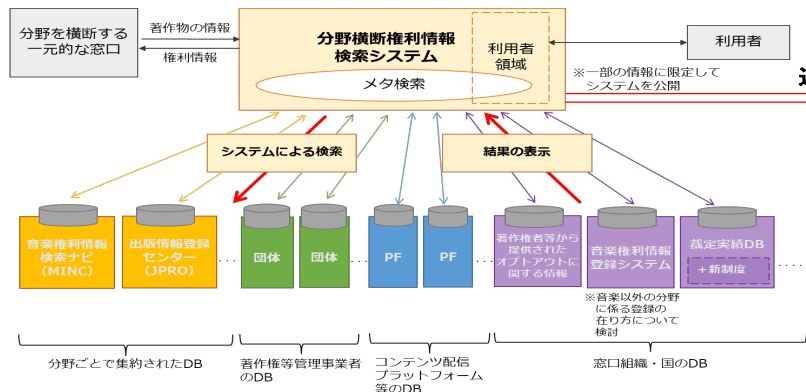 分野を横断する
一元的な窓口
著作物の情報
権利情報
分野横断権利情報
検索システム
利用者
領域
メタ検索
利用者
※一部の情報に限定して
システムを公開
システムによる検索
結果の表示
音楽権利情報
検索ナビ
(MINC)
出版情報登録
センター
(JPRO)
・・・・
団体
団体
・・・・
PF
PF
・・・・
著作権者等から
提供された
オプトアウトに
関する情報
音楽権利情報
登録システム
裁定実績DB
+新制度
・・・・
※音楽以外の分野
に係る登録の
在り方について
検討
分野ごとで集約されたDB
著作権等管理事業者
のDB
コンテンツ配信
プラットフォーム
等のDB
窓口組織・国のDB